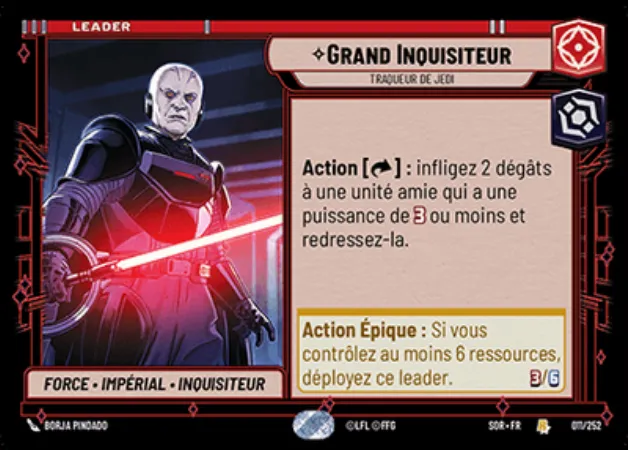 LEADER
GRAND INQUISITEUR
TRAQUEUR DE JEDI
Action [↷] : infligez 2 dégâts
à une unité amie qui a une
puissance de 3 ou moins et
redressez-la.
Action Épique : Si vous
contrôlez au moins 6 ressources,
déployez ce leader. 3/6
FORCE • IMPÉRIAL • INQUISITEUR
BORJA PINDADO
©LFL ©FFG
SOR • FR
011/252